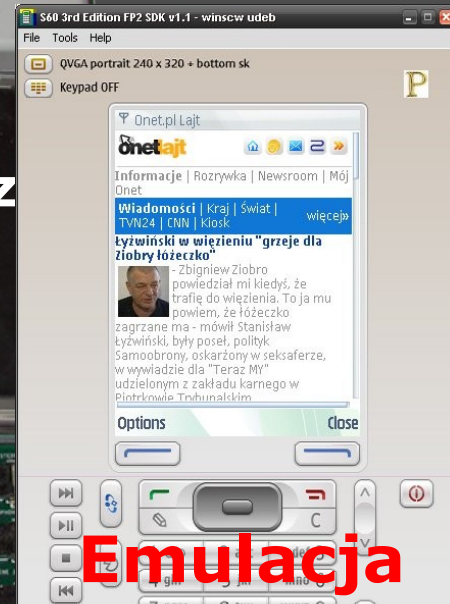 S60 3rd Edition FP2 SDK v1.1 - winscw udeb
File Tools Help
QVGA portrait 240 x 320 + bottom sk
P
Keypad OFF
Onet.pl Lajt
onetlajt
Informacje | Rozrywka | Newsroom | Mój
Onet
Wiadomości | Kraj | Świat |
TVN24 | CNN | Kiosk
więcej»
Łyżwiński w więzieniu "grzeje dla
Ziobry łóżeczko"
- Zbigniew Ziobro
powiedział mi kiedyś, że
trafię do więzienia. To ja mu
powiem, że łóżeczko
zagrzane ma - mówił Stanisław
Łyżwiński, były poseł, polityk
Samoobrony, oskarżony w seksaferze,
w wywiadzie dla "Teraz MY"
udzielonym z zakładu karnego w
Piotrkowie Trybunalskim
Options Close
z
C
Emulacja